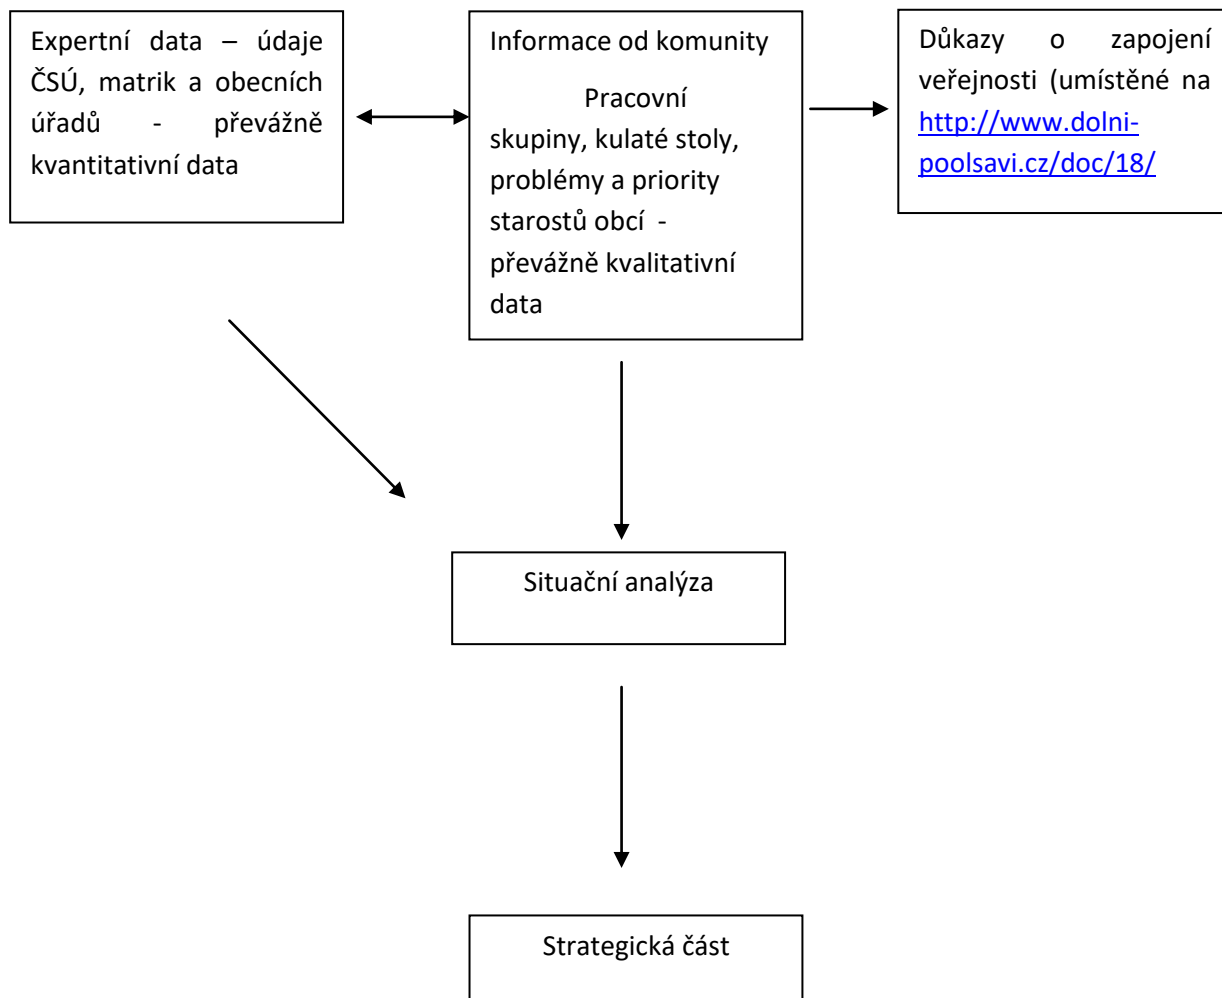 Expertní data – údaje
ČSÚ, matrik a obecních
úřadů - převážně
kvantitativní data
Informace od komunity
Pracovní
skupiny, kulaté stoly,
problémy a priority
starostů obcí -
převážně kvalitativní
data
Důkazy o zapojení
veřejnosti (umístěné na
http://www.dolni-
poolsavi.cz/doc/18/
Situační analýza
Strategická část